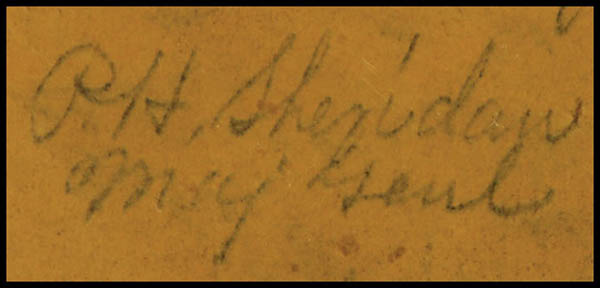 P.H. Sheridan
Maj Genl